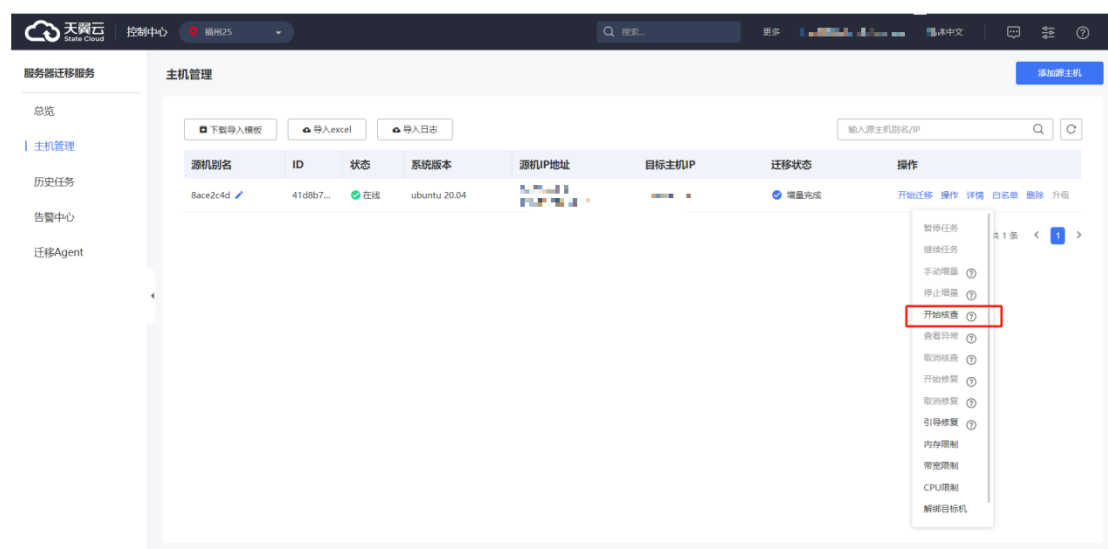 天翼云 控制中心 福州25 搜索... 更多 中文
State Cloud
服务器迁移服务
总览
主机管理
历史任务
告警中心
迁移Agent
主机管理 添加源主机
下载导入模板 导入excel 导入日志 输入源主机别名/IP
源机别名 ID 状态 系统版本 源机IP地址 目标主机IP 迁移状态 操作
8ace2c4d 41d8b7... 在线 ubuntu 20.04 增量完成 开始迁移 操作 详情 白名单 删除 升级
共 1 条 1
暂停任务
继续任务
手动增量
停止增量
开始核查
查看异常
取消核查
开始修复
取消修复
引导修复
内存限制
带宽限制
CPU限制
解绑目标机